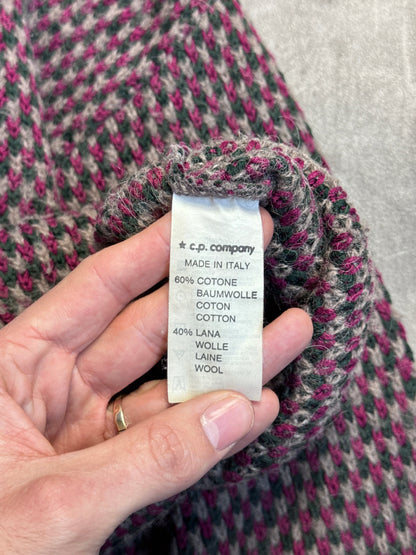 ★ c.p. company
MADE IN ITALY
60% COTONE
BAUMWOLLE
COTON
COTTON
40% LANA
WOLLE
LAINE
WOOL